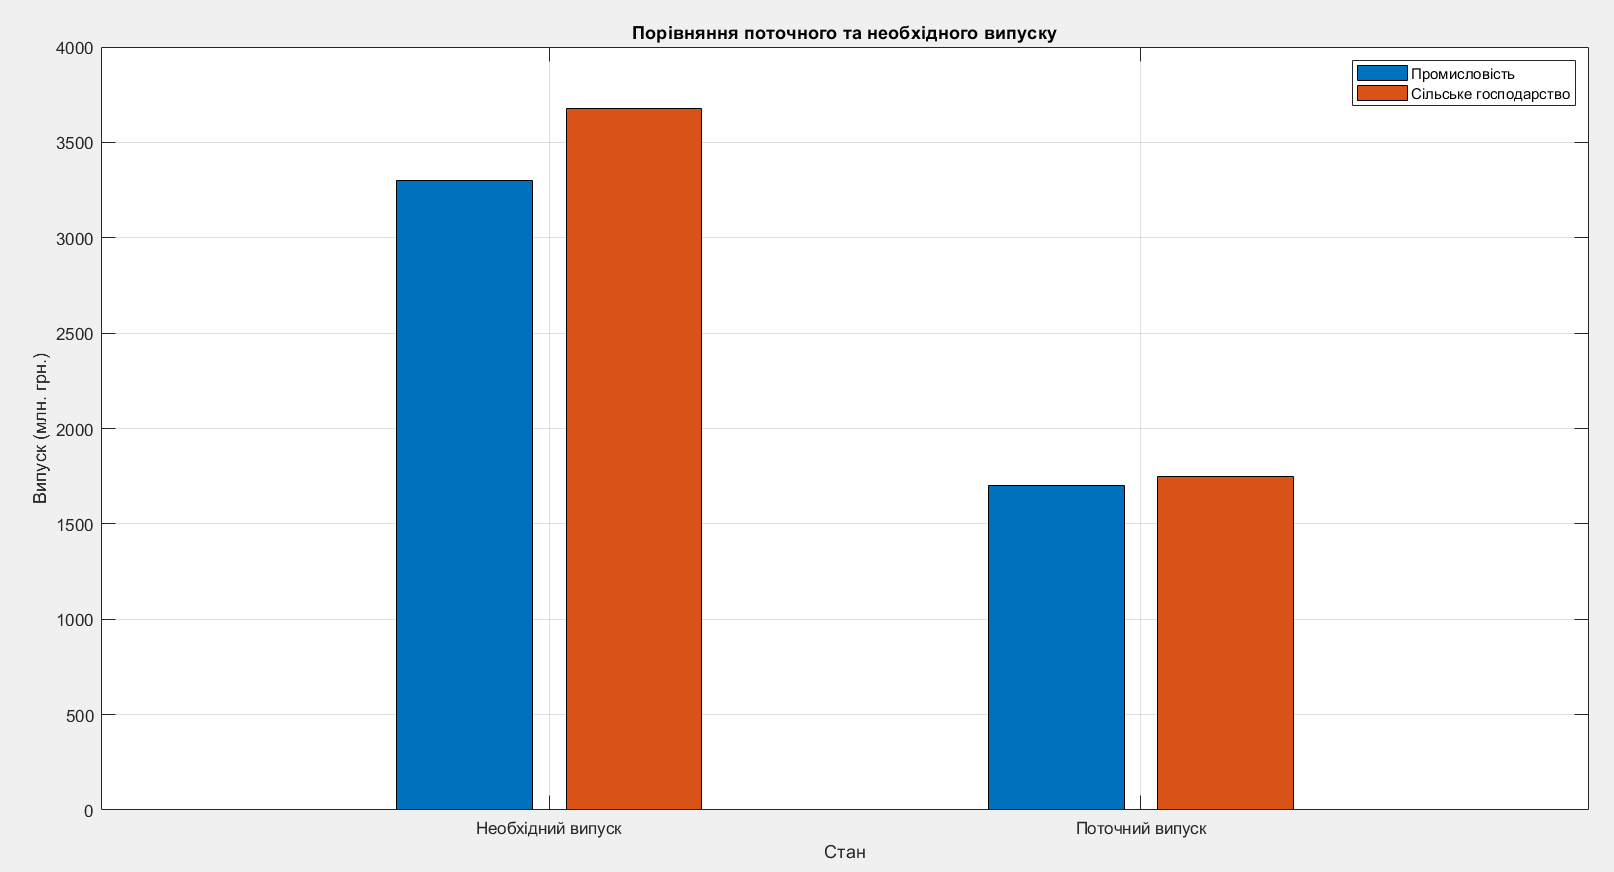 Порівняння поточного та необхідного випуску
Промисловість
Сільське господарство
4000
3500
3000
2500
2000
1500
1000
500
0
Випуск (млн. грн.)
Необхідний випуск
Поточний випуск
Стан